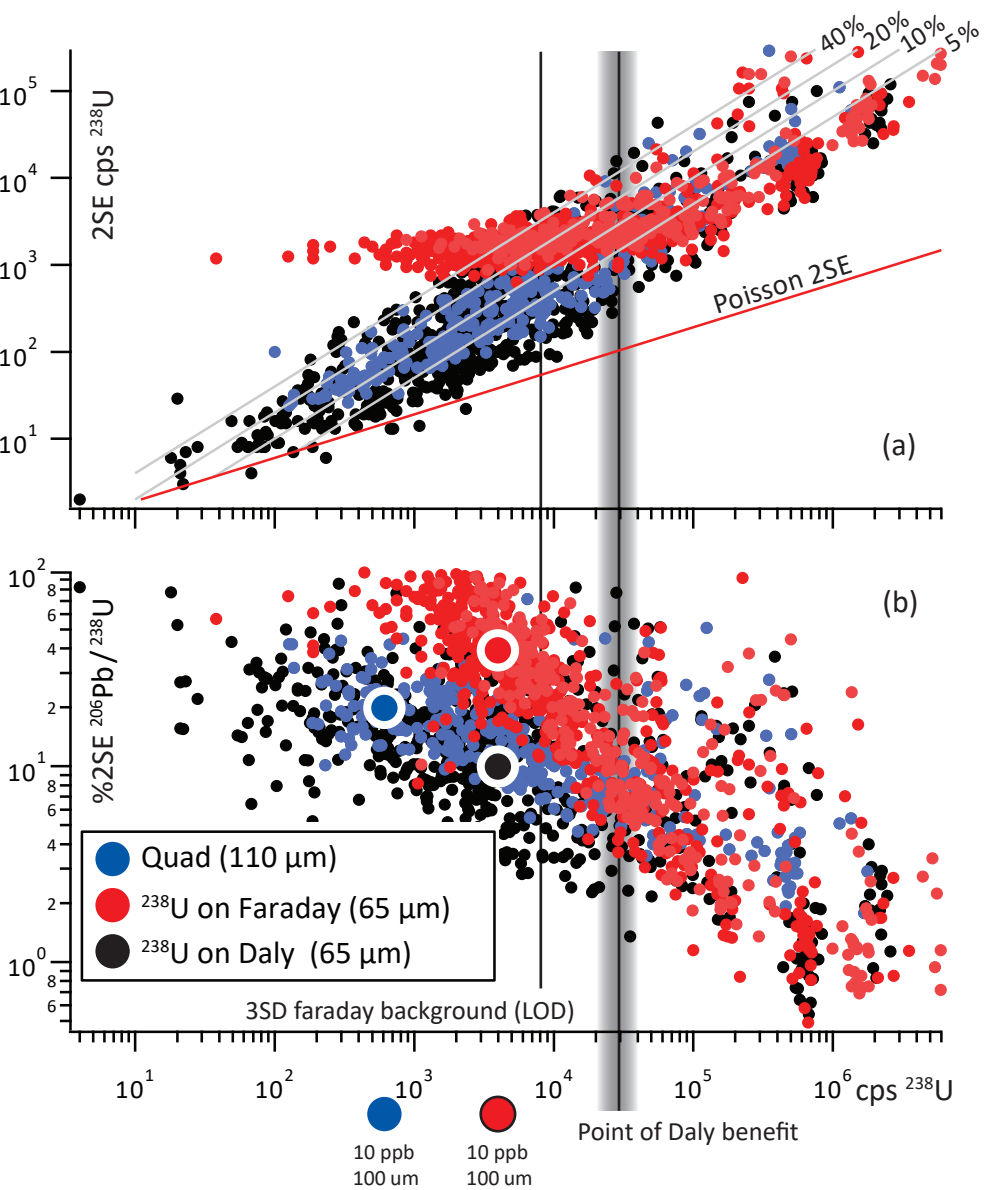 40% 20% 10% 5%
10⁵
10⁴
10³
10²
10¹
2SE cps ²³⁸U
Poisson 2SE
(a)
10²
8
6
4
2
10¹
8
6
4
2
10⁰
8
6
%2SE ²⁰⁶Pb/²³⁸U
(b)
Quad (110 µm)
²³⁸U on Faraday (65 µm)
²³⁸U on Daly (65 µm)
3SD faraday background (LOD)
10¹ 10² 10³ 10⁴ 10⁵ 10⁶ cps ²³⁸U
Point of Daly benefit
10 ppb
100 um
10 ppb
100 um